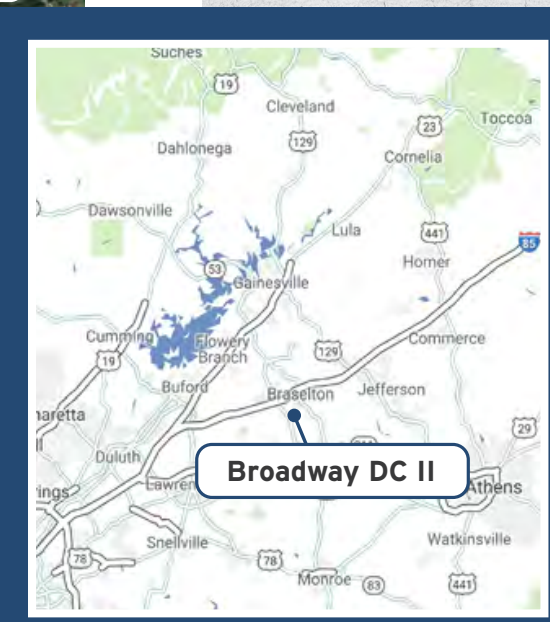 Suches
19
Cleveland
Toccoa
23
129
Dahlonega
Cornelia
Dawsonville
Lula
441
85
53
Homer
Gainesville
Cumming
Flowery
Branch
129
Commerce
19
Buford
Braselton
Jefferson
haretta
29
Duluth
Broadway DC II
Lawren
Athens
rings
Snellville
Watkinsville
78
78
Monroe
83
441